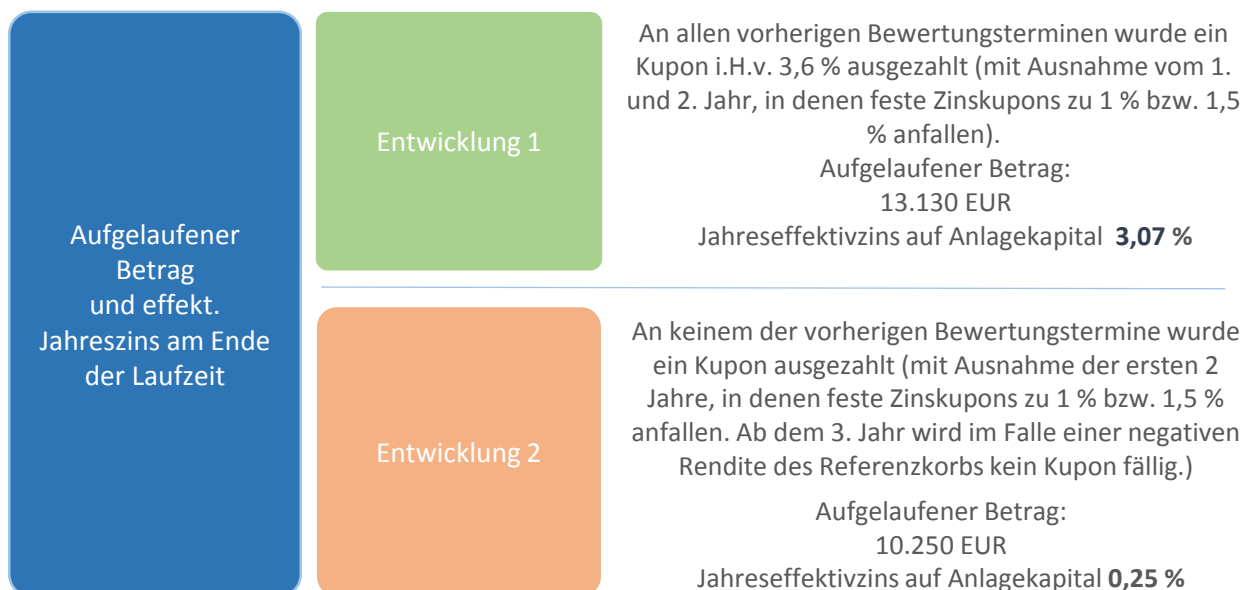 Aufgelaufener
Betrag
und effekt.
Jahreszins am Ende
der Laufzeit
Entwicklung 1
An allen vorherigen Bewertungsterminen wurde ein
Kupon i.H.v. 3,6 % ausgezahlt (mit Ausnahme vom 1.
und 2. Jahr, in denen feste Zinskupons zu 1 % bzw. 1,5
% anfallen).
Aufgelaufener Betrag:
13.130 EUR
Jahreseffektivzins auf Anlagekapital 3,07 %
Entwicklung 2
An keinem der vorherigen Bewertungstermine wurde
ein Kupon ausgezahlt (mit Ausnahme der ersten 2
Jahre, in denen feste Zinskupons zu 1 % bzw. 1,5 %
anfallen. Ab dem 3. Jahr wird im Falle einer negativen
Rendite des Referenzkorbs kein Kupon fällig.)
Aufgelaufener Betrag:
10.250 EUR
Jahreseffektivzins auf Anlagekapital 0,25 %